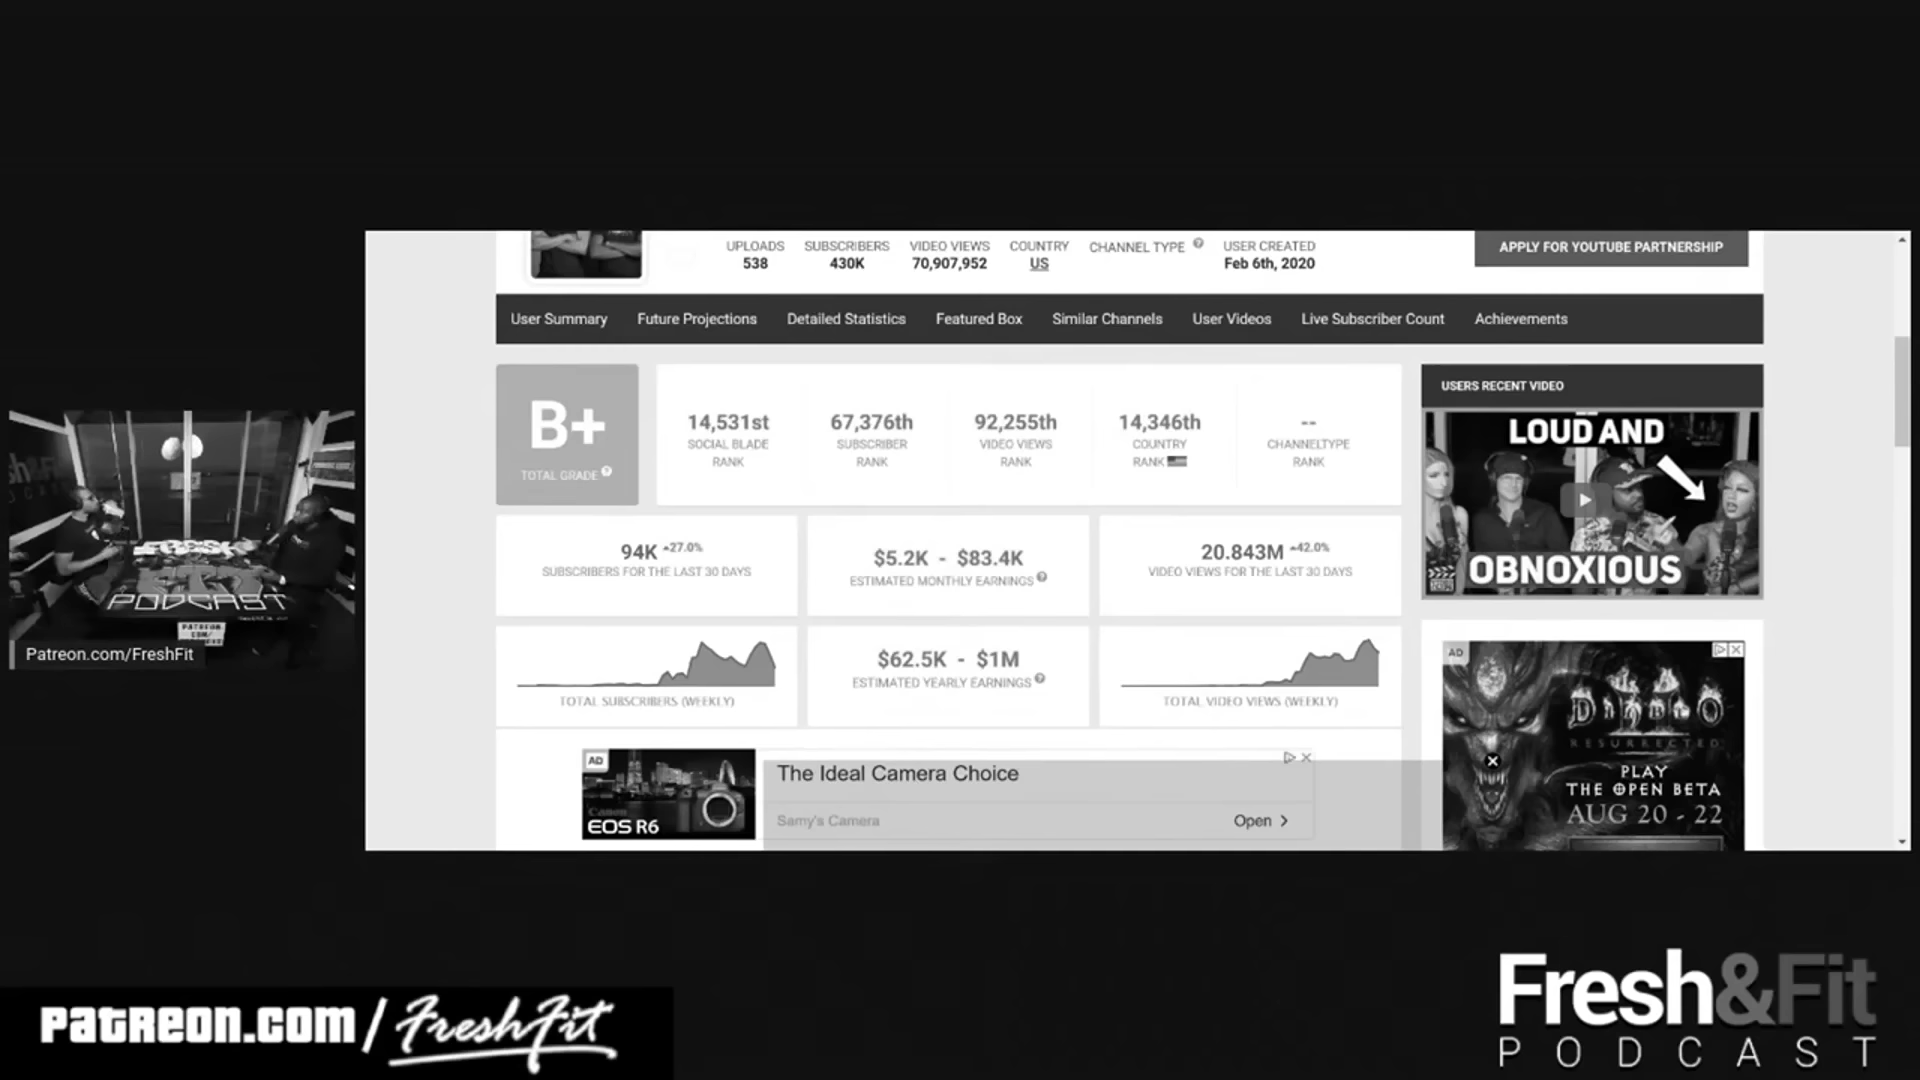 UPLOADS
538
SUBSCRIBERS
430K
VIDEO VIEWS
70,907,952
COUNTRY
US
CHANNEL TYPE
USER CREATED
Feb 6th, 2020
APPLY FOR YOUTUBE PARTNERSHIP
User Summary
Future Projections
Detailed Statistics
Featured Box
Similar Channels
User Videos
Live Subscriber Count
Achievements
B+
TOTAL GRADE
14,531st
SOCIAL BLADE
RANK
67,376th
SUBSCRIBER
RANK
92,255th
VIDEO VIEWS
RANK
14,346th
COUNTRY
RANK
--
CHANNELTYPE
RANK
USERS RECENT VIDEO
LOUD AND
OBNOXIOUS
94K 27.0%
SUBSCRIBERS FOR THE LAST 30 DAYS
$5.2K - $83.4K
ESTIMATED MONTHLY EARNINGS
20.843M 42.0%
VIDEO VIEWS FOR THE LAST 30 DAYS
TOTAL SUBSCRIBERS (WEEKLY)
$62.5K - $1M
ESTIMATED YEARLY EARNINGS
TOTAL VIDEO VIEWS (WEEKLY)
AD
Canon
EOS R6
The Ideal Camera Choice
Samy's Camera
Open
AD
DIABLO II
RESURRECTED
PLAY
THE OPEN BETA
AUG 20 - 22
PODCAST
PATREON
COM/
Patreon.com/FreshFit
Patreon.com/FreshFit
Fresh&Fit
PODCAST